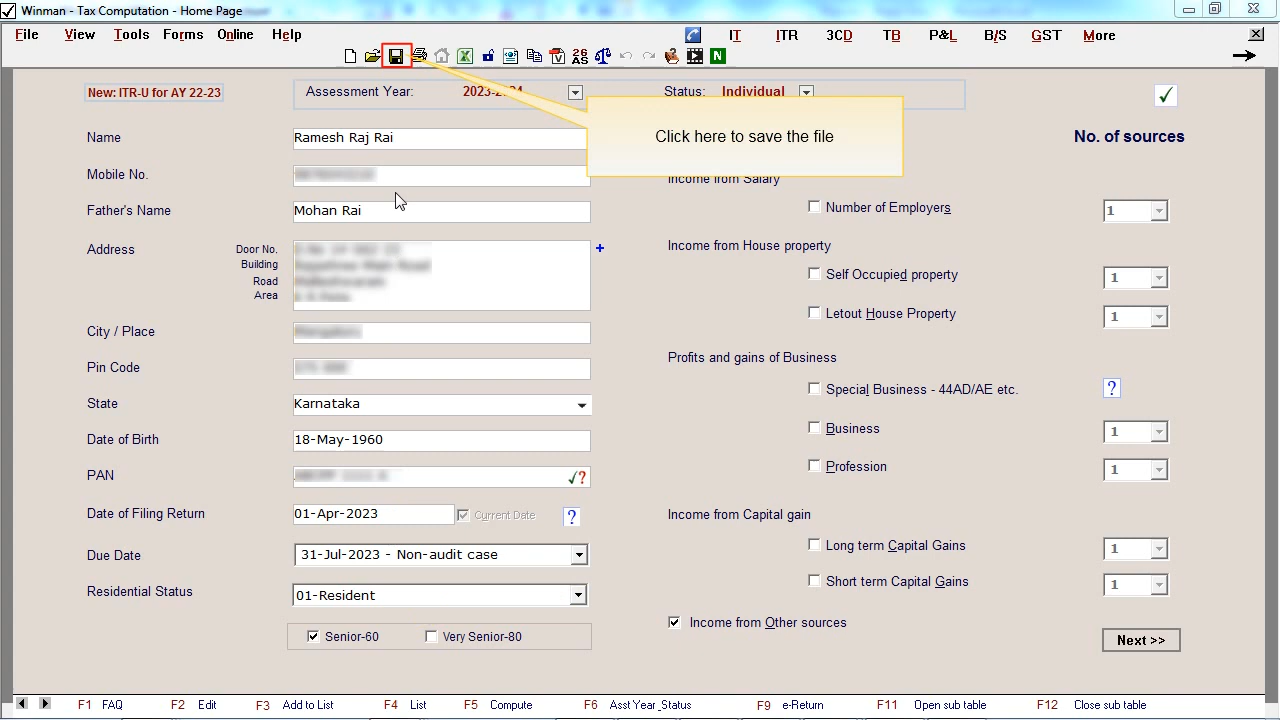 Winman - Tax Computation - Home Page
File View Tools Forms Online Help IT ITR 3CD TB P&L B/S GST More
26 AS
New: ITR-U for AY 22-23
Assessment Year: 2023-2024 Status: Individual
Click here to save the file
Name Ramesh Raj Rai
No. of sources
Mobile No.
Income from Salary
Father's Name Mohan Rai
Number of Employers 1
Address Door No. Building Road Area
Income from House property
Self Occupied property 1
Letout House Property 1
City / Place
Profits and gains of Business
Pin Code
Special Business - 44AD/AE etc. ?
State Karnataka
Business 1
Date of Birth 18-May-1960
Profession 1
PAN √?
Date of Filing Return 01-Apr-2023 Current Date ?
Income from Capital gain
Long term Capital Gains 1
Due Date 31-Jul-2023 - Non-audit case
Short term Capital Gains 1
Residential Status 01-Resident
Income from Other sources
Senior-60 Very Senior-80
Next >>
F1 FAQ F2 Edit F3 Add to List F4 List F5 Compute F6 Asst Year_Status F9 e-Return F11 Open sub table F12 Close sub table